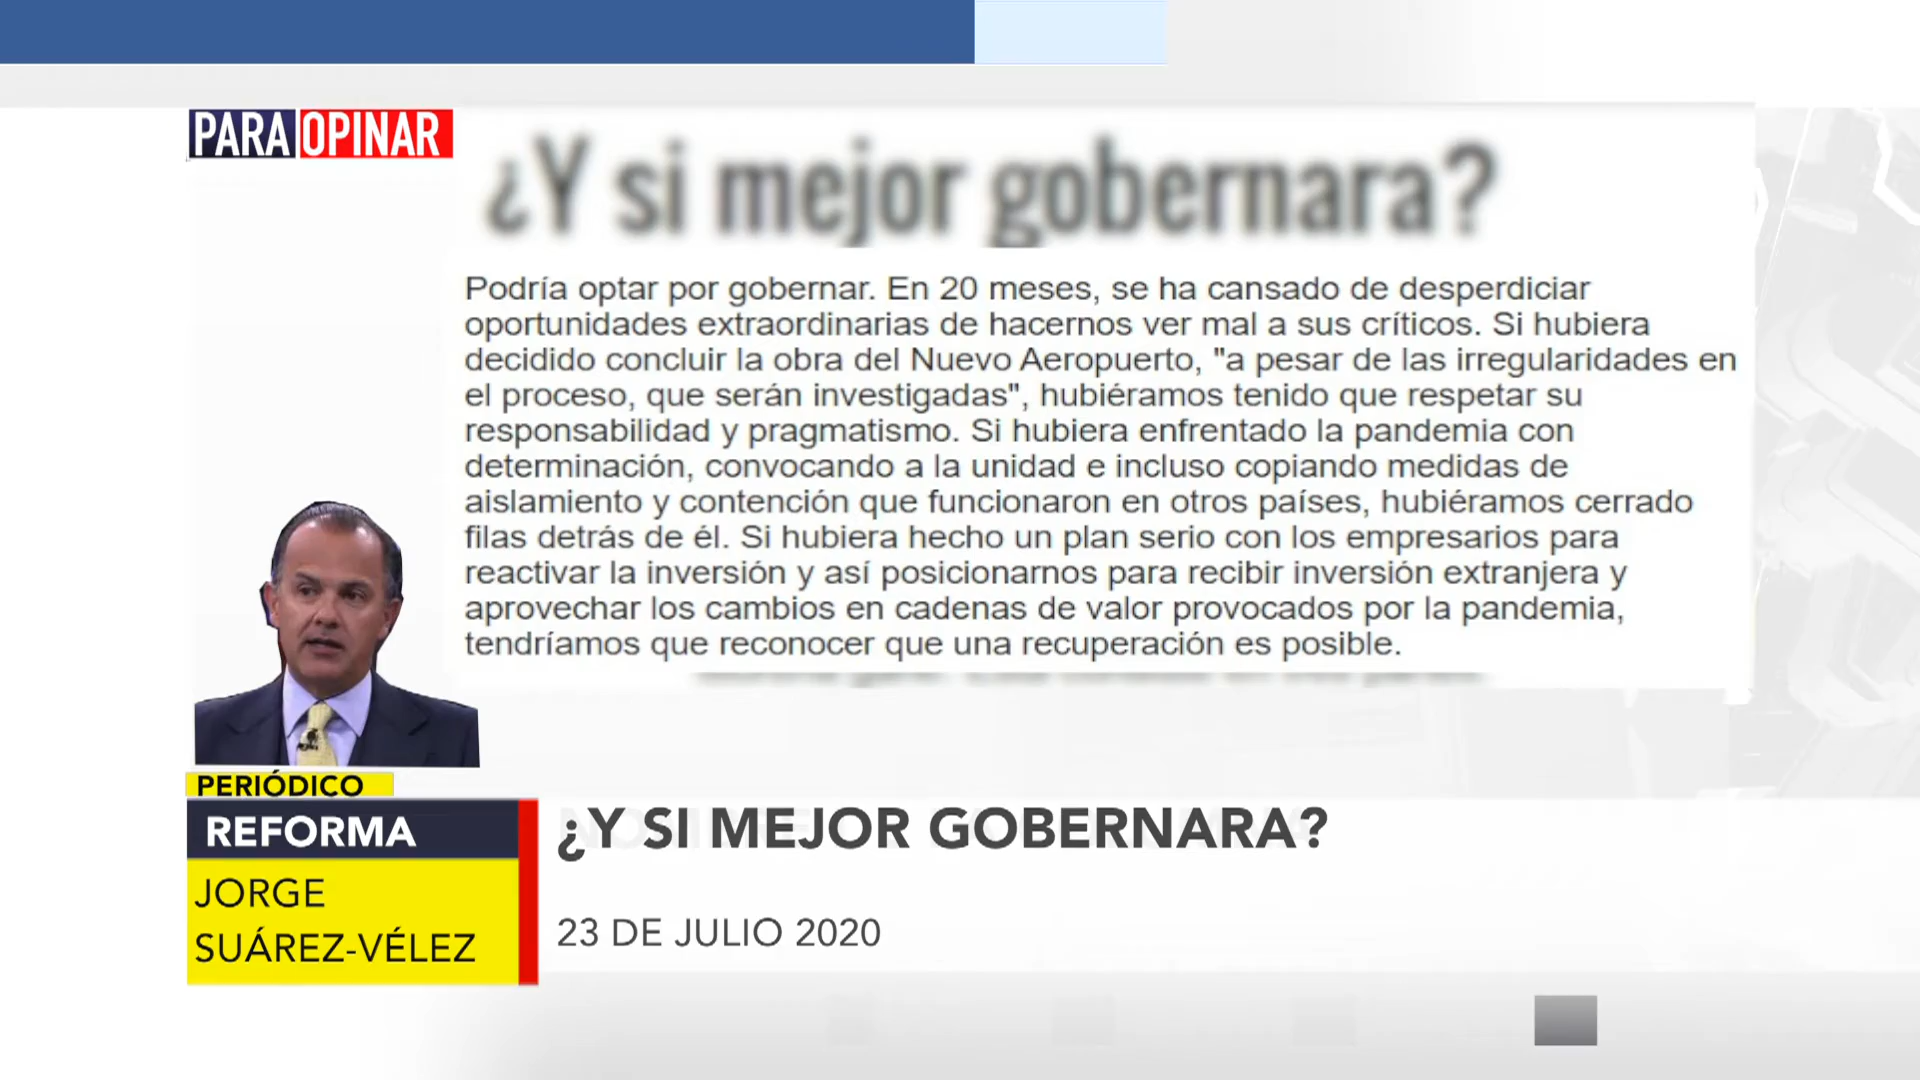 PARA OPINAR
¿Y si mejor gobernara?
Podría optar por gobernar. En 20 meses, se ha cansado de desperdiciar
oportunidades extraordinarias de hacernos ver mal a sus críticos. Si hubiera
decidido concluir la obra del Nuevo Aeropuerto, "a pesar de las irregularidades en
el proceso, que serán investigadas", hubiéramos tenido que respetar su
responsabilidad y pragmatismo. Si hubiera enfrentado la pandemia con
determinación, convocando a la unidad e incluso copiando medidas de
aislamiento y contención que funcionaron en otros países, hubiéramos cerrado
filas detrás de él. Si hubiera hecho un plan serio con los empresarios para
reactivar la inversión y así posicionarnos para recibir inversión extranjera y
aprovechar los cambios en cadenas de valor provocados por la pandemia,
tendríamos que reconocer que una recuperación es posible.
PERIÓDICO
REFORMA
JORGE
SUÁREZ-VÉLEZ
¿Y SI MEJOR GOBERNARA?
23 DE JULIO 2020